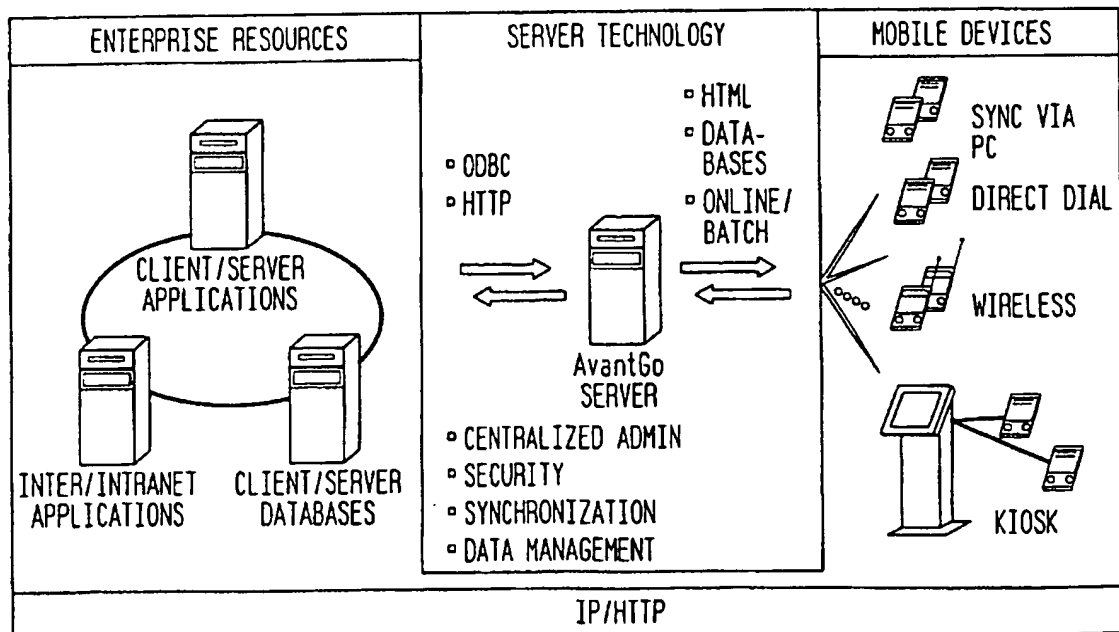 ENTERPRISE RESOURCES
CLIENT/SERVER
APPLICATIONS
INTER/INTRANET
APPLICATIONS
CLIENT/SERVER
DATABASES
SERVER TECHNOLOGY
▫ ODBC
▫ HTTP
▫ HTML
▫ DATA-
BASES
▫ ONLINE/
BATCH
AvantGo
SERVER
▫ CENTRALIZED ADMIN
▫ SECURITY
▫ SYNCHRONIZATION
▫ DATA MANAGEMENT
MOBILE DEVICES
SYNC VIA
PC
DIRECT DIAL
WIRELESS
KIOSK
IP/HTTP